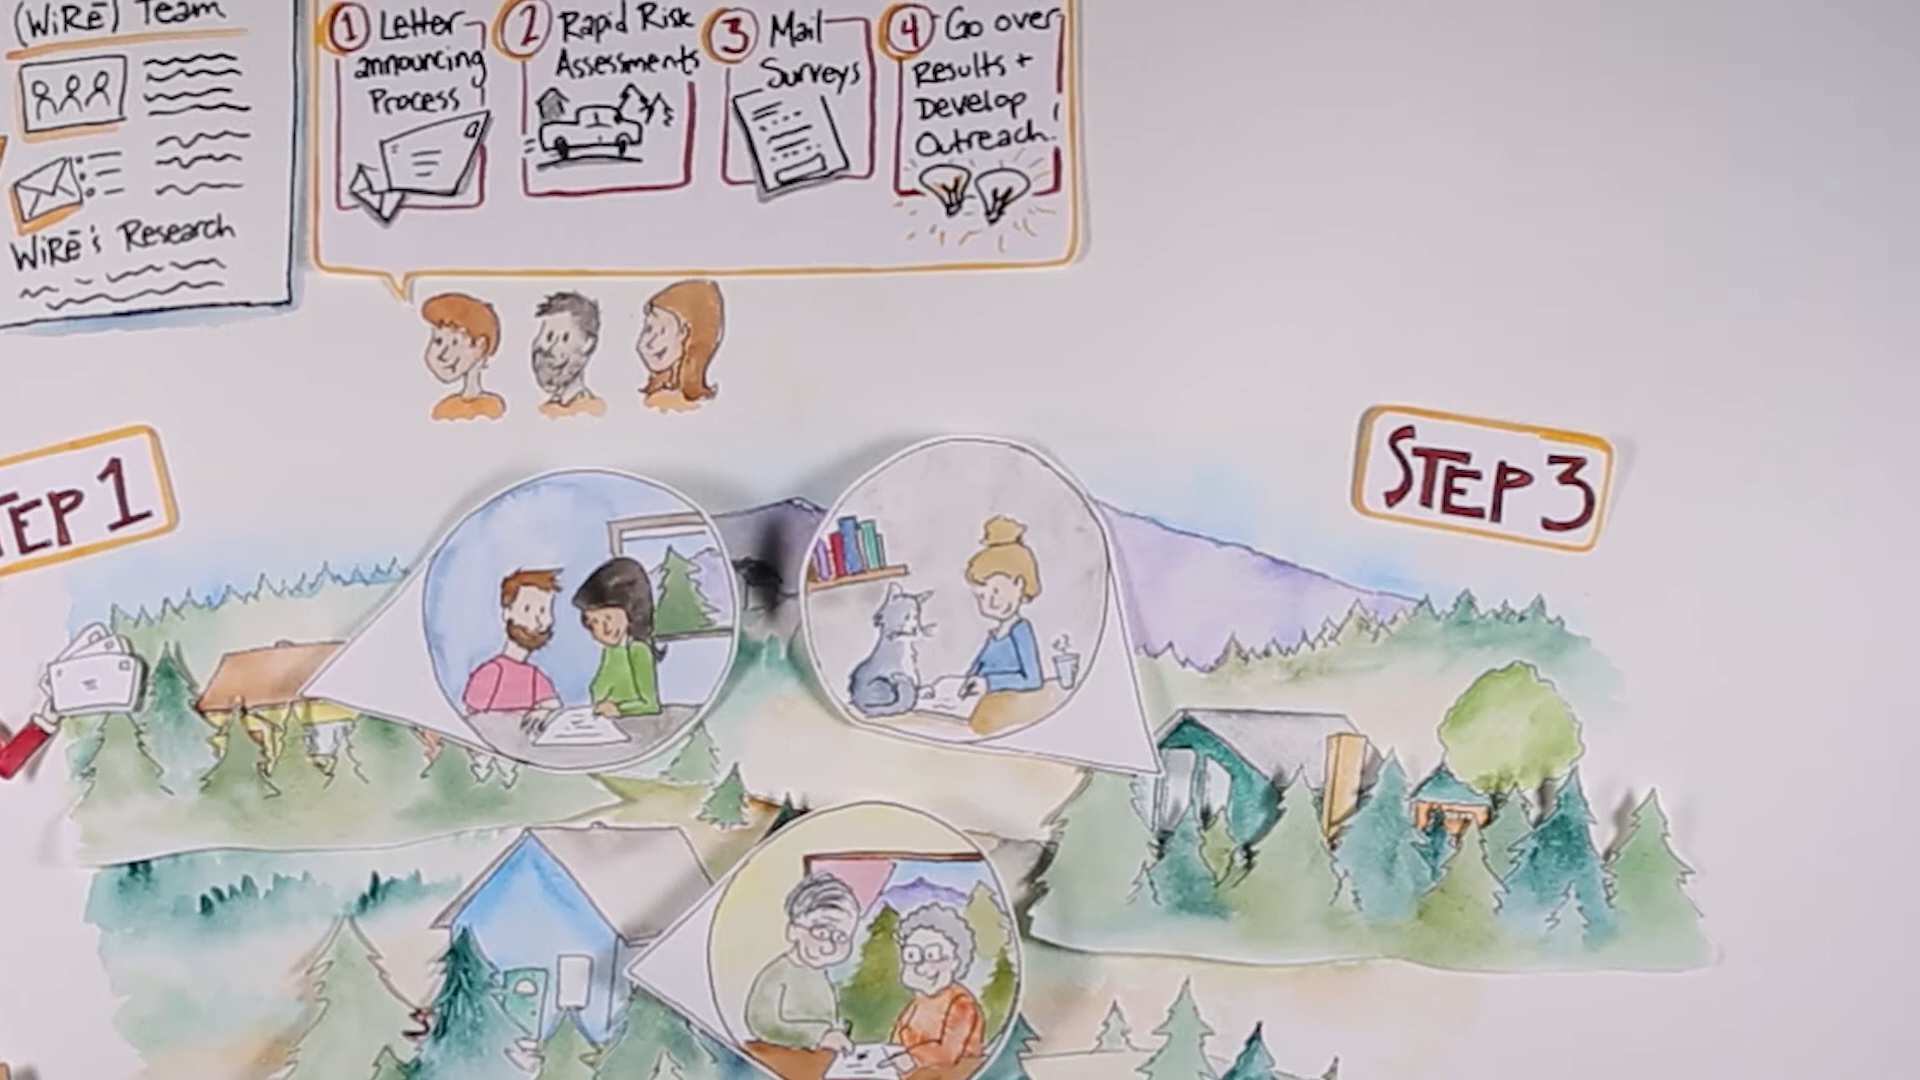 (WiRē) Team
WiRē's Research
1 Letter
announcing
Process
2 Rapid Risk
Assessments
3 Mail
Surveys
4 Go over
Results +
Develop
Outreach.
TEP 1
STEP 3